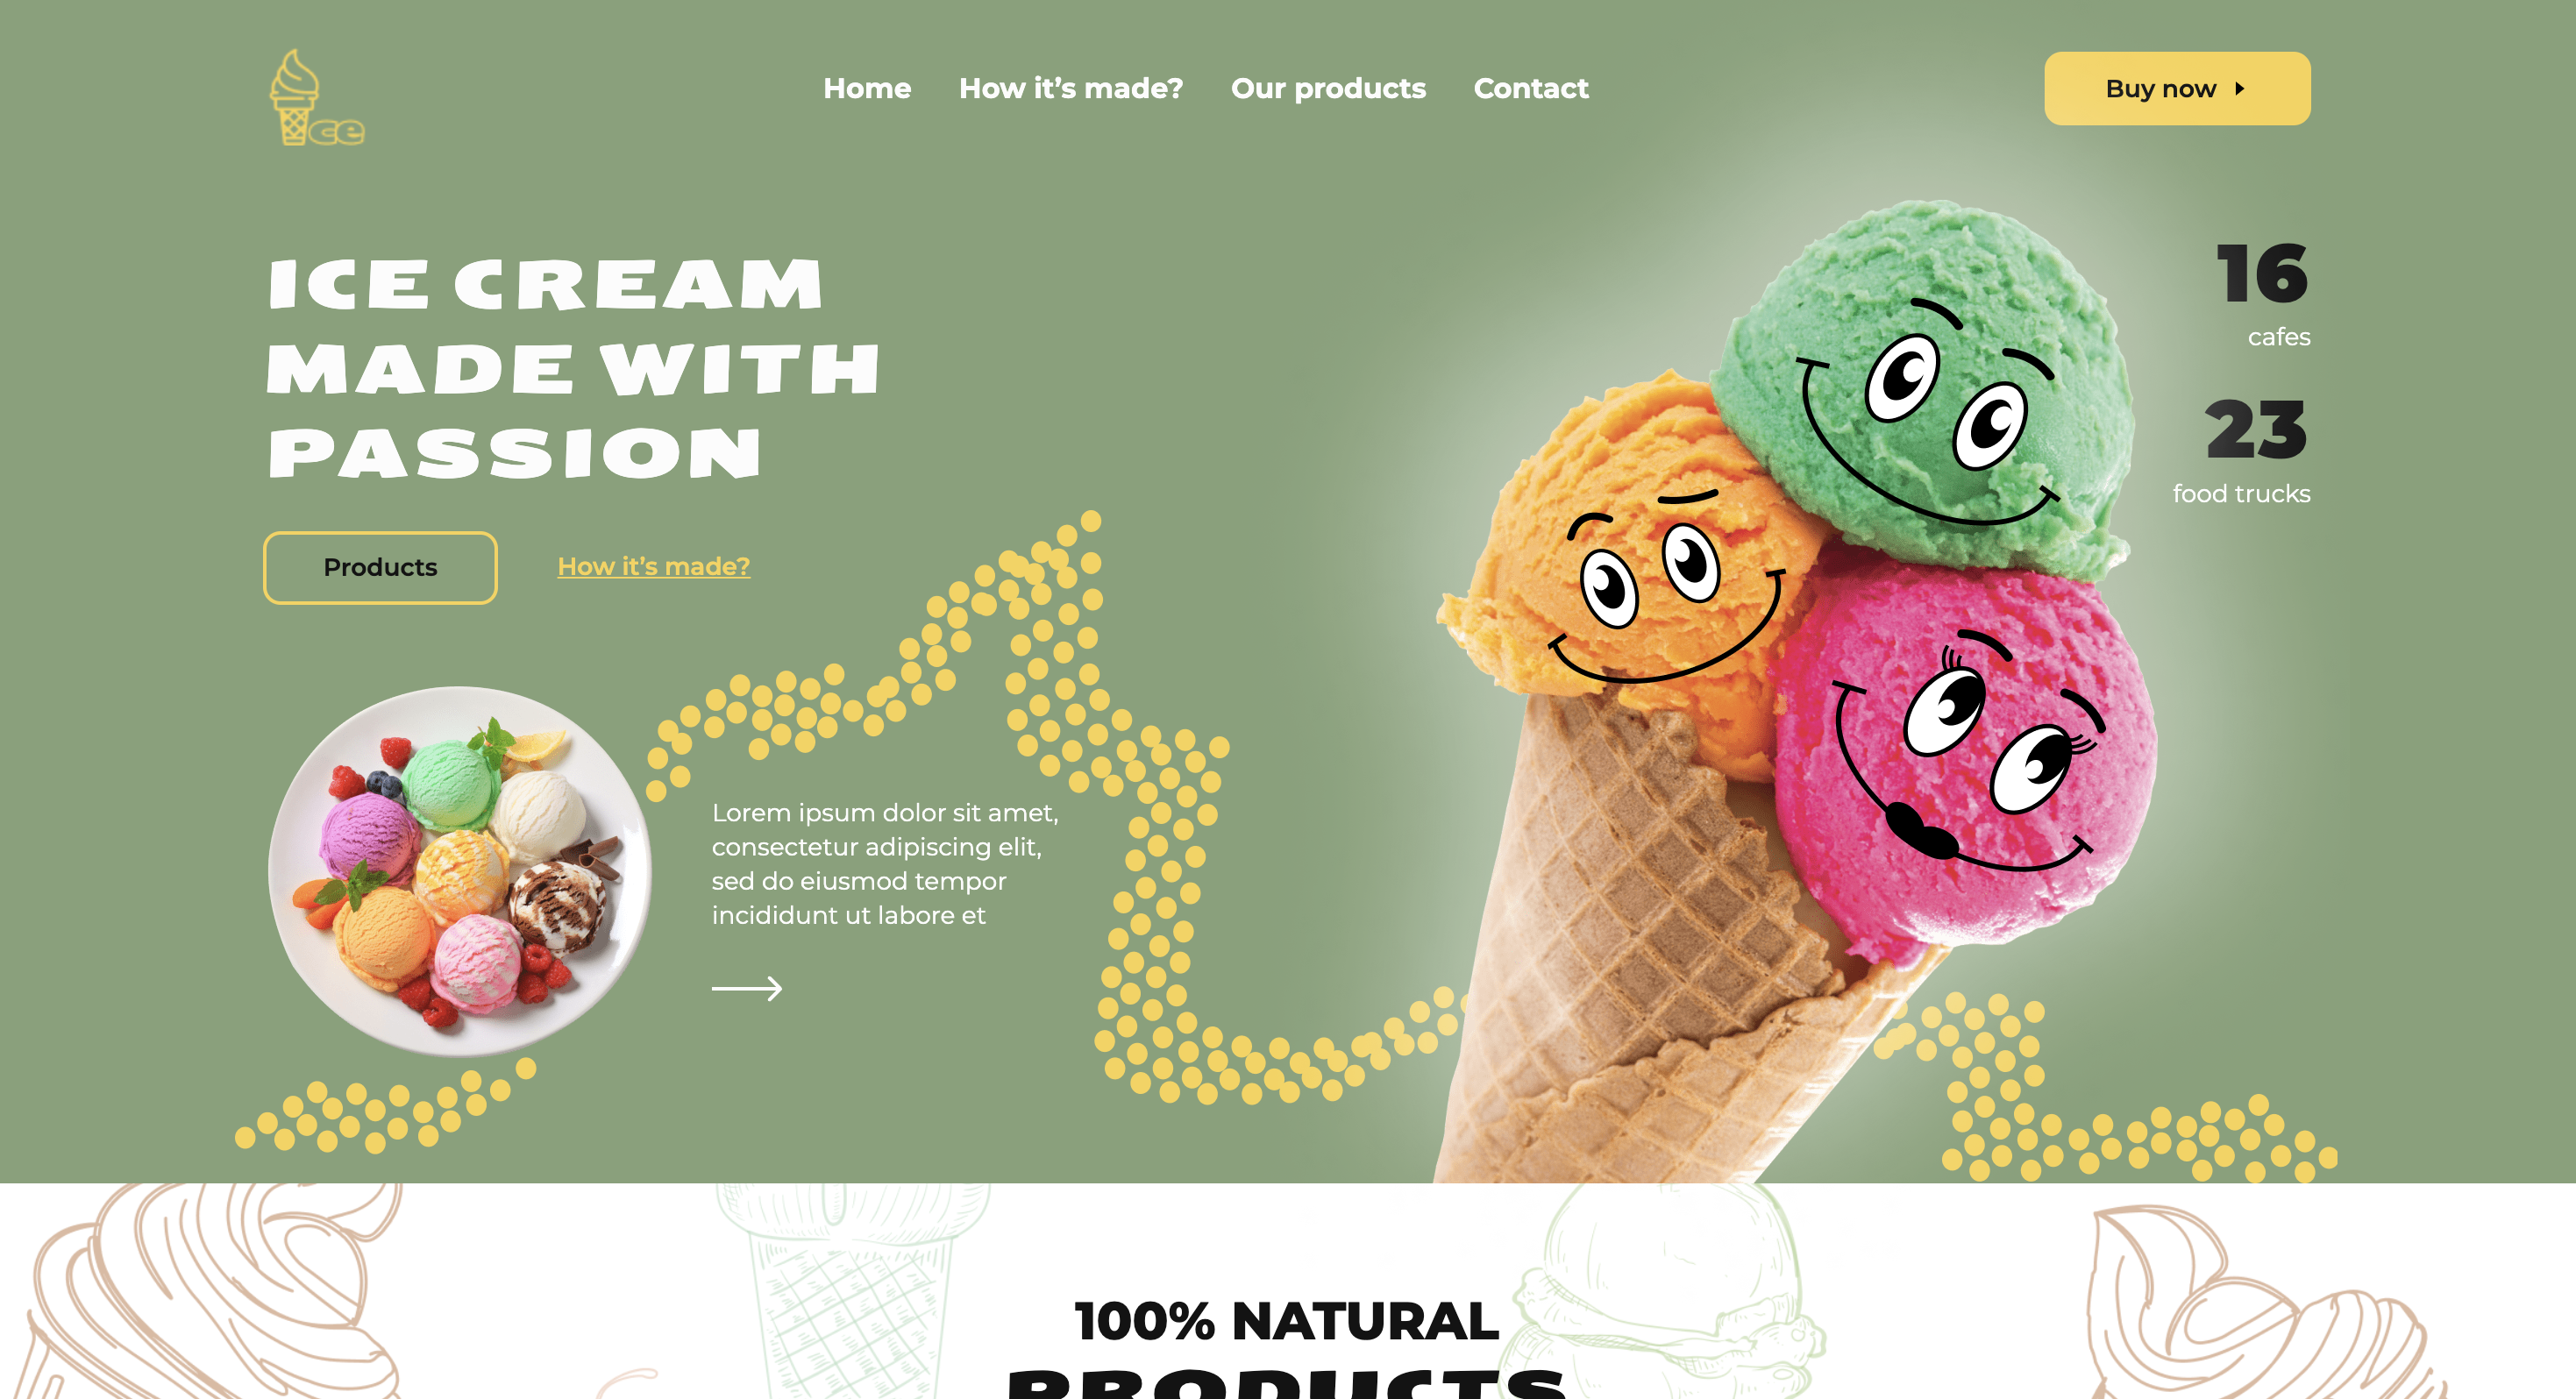 ce
Home How it’s made? Our products Contact
Buy now
ICE CREAM
MADE WITH
PASSION
Products
How it’s made?
16
cafes
23
food trucks
Lorem ipsum dolor sit amet,
consectetur adipiscing elit,
sed do eiusmod tempor
incididunt ut labore et
100% NATURAL
PRODUCTS